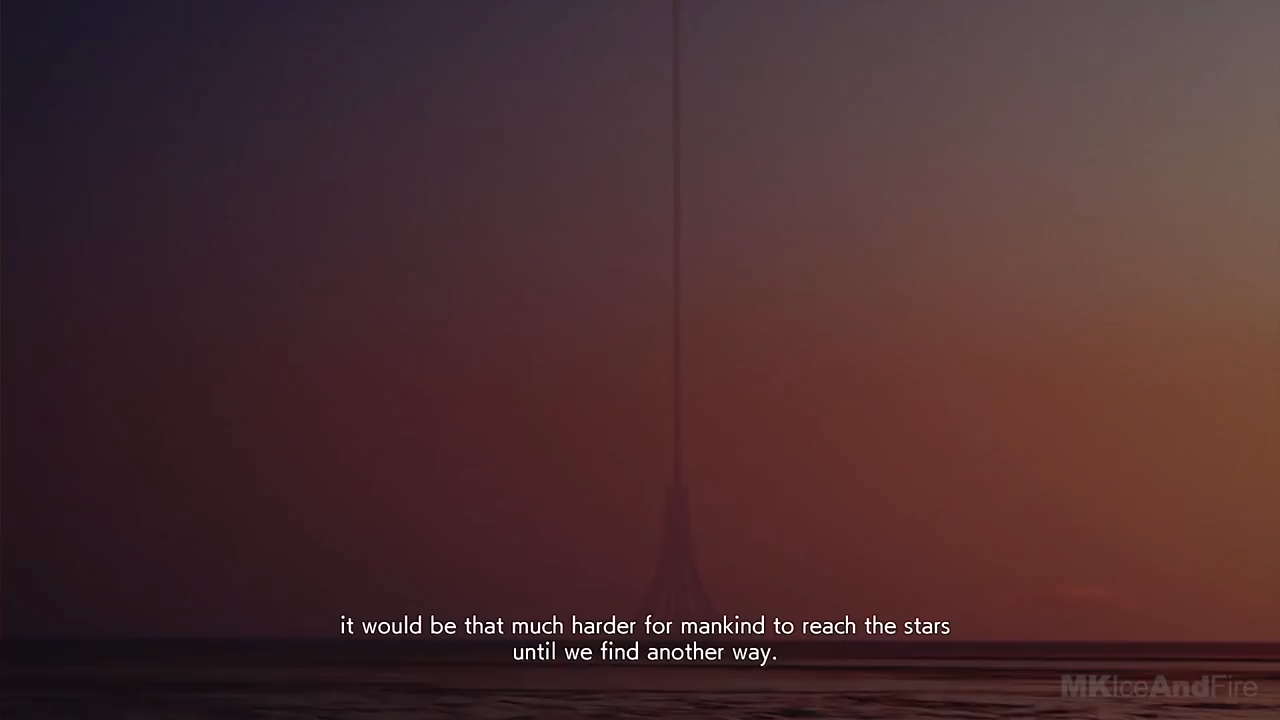 it would be that much harder for mankind to reach the stars
until we find another way.
MKIceAndFire